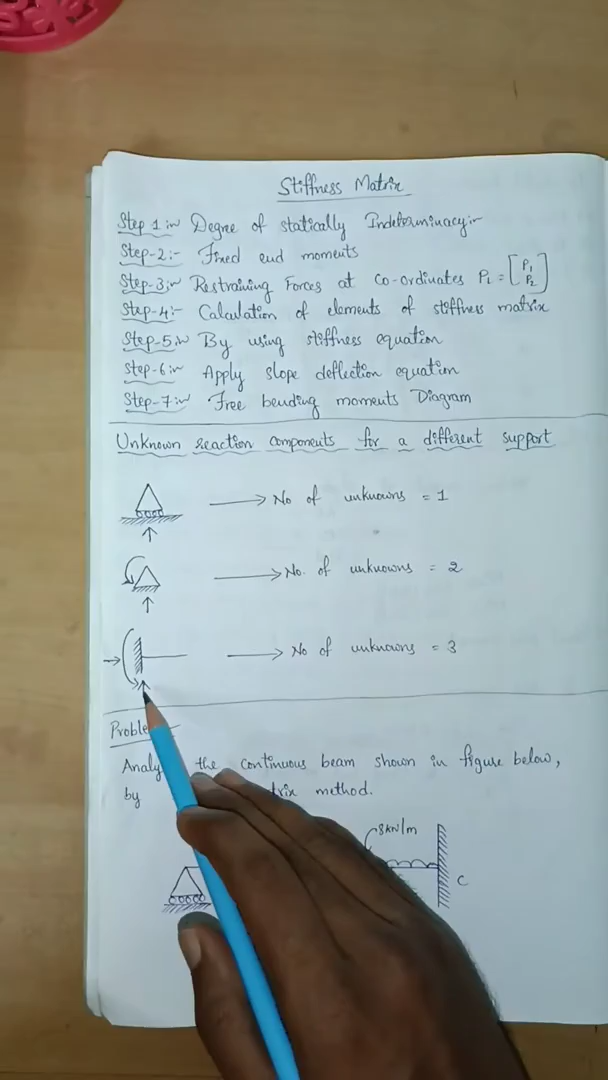 Stiffness Matrix
Step 1:- Degree of statically Indeterminacy:-
Step-2:- Fixed end moments
Step-3:- Restraining Forces at co-ordinates PL = [P1 P2]
Step-4:- Calculation of elements of stiffness matrix
Step-5:- By using stiffness equation
Step-6:- Apply slope deflection equation
Step-7:- Free bending moments Diagram
Unknown reaction components for a different support
No of unknowns = 1
No. of unknowns = 2
No of unknowns = 3
Analy the continuous beam shown in figure below,
by method.
8kN/m
C